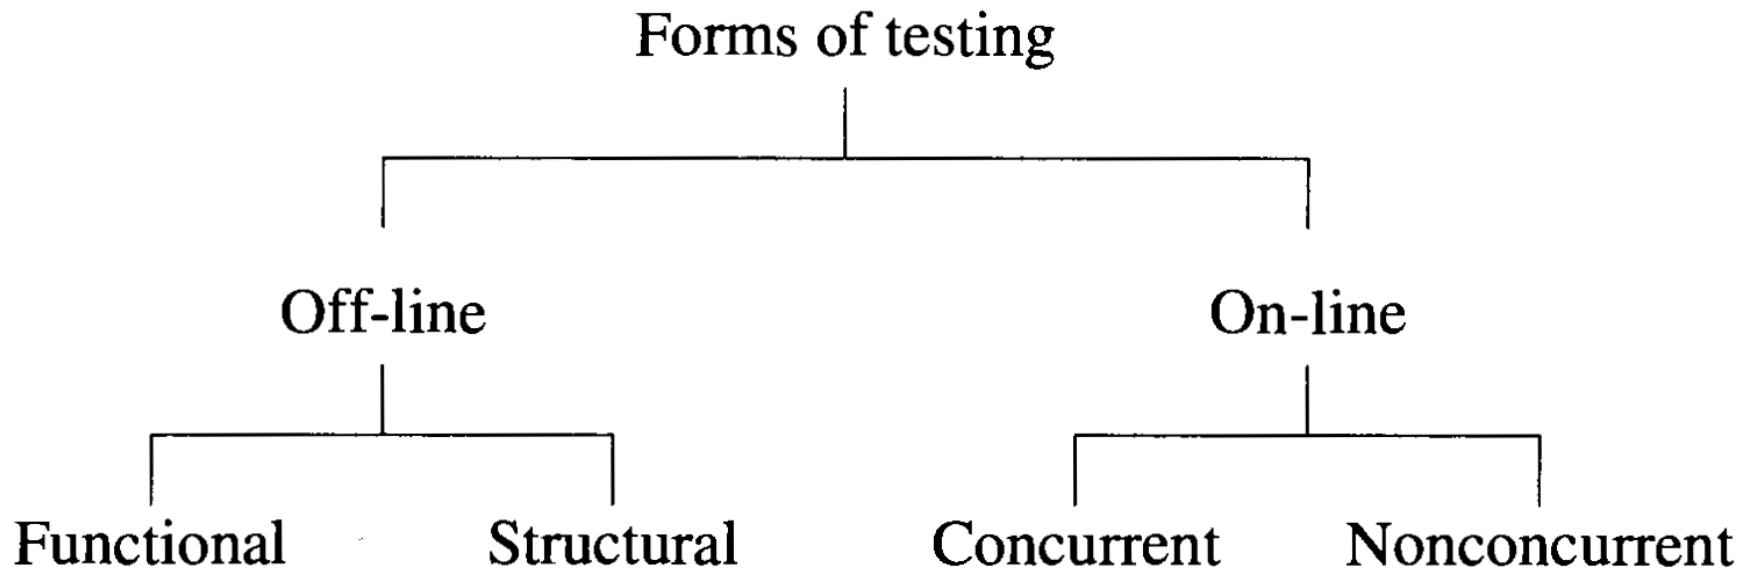 Forms of testing
Off-line On-line
Functional Structural Concurrent Nonconcurrent